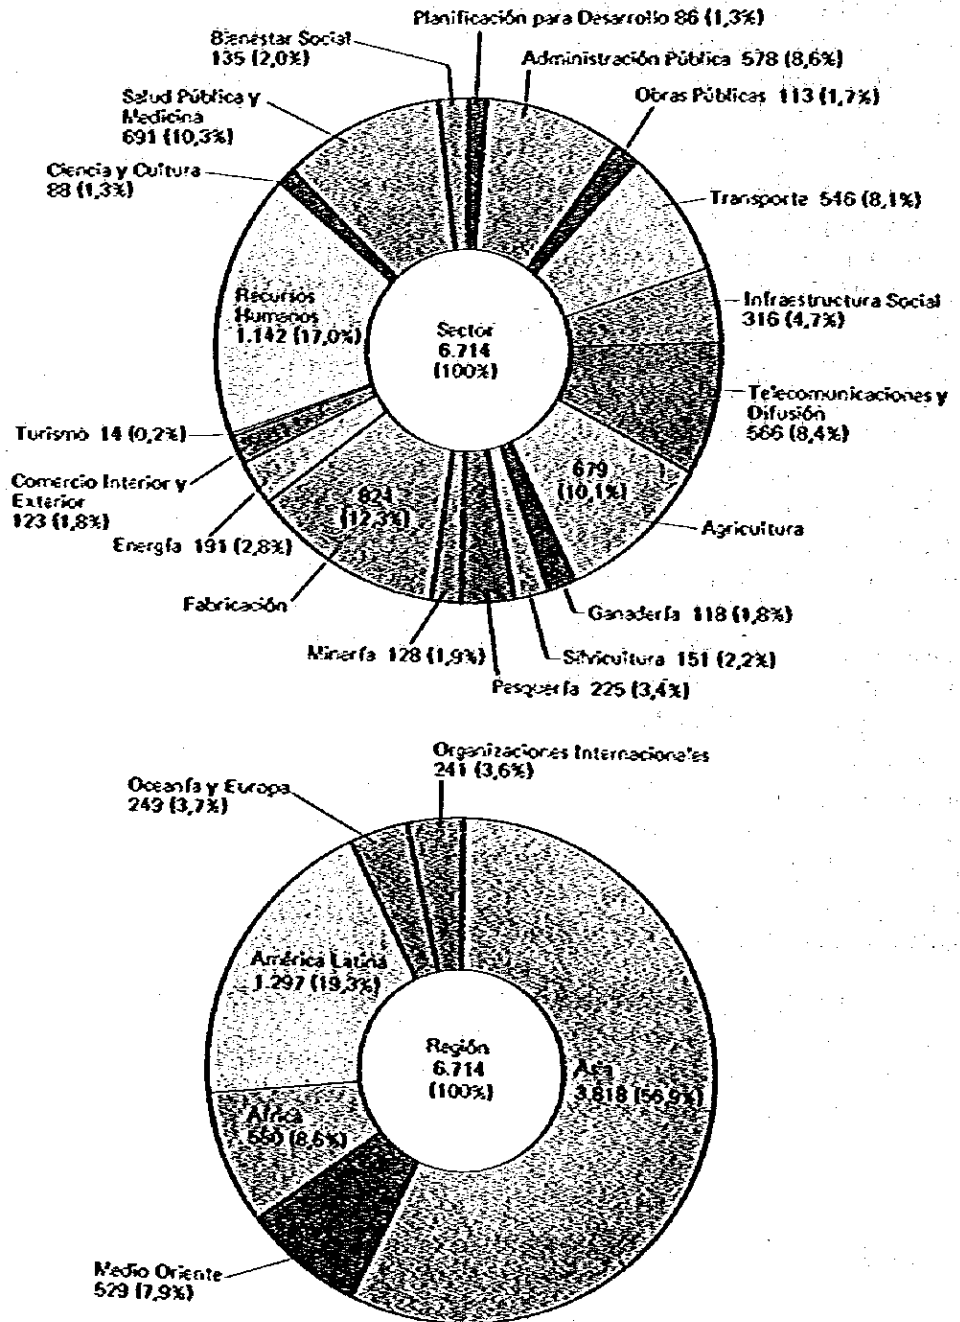 Planificación para Desarrollo 86 (1,3%)
Bienestar Social
135 (2,0%)
Administración Pública 578 (8,6%)
Salud Pública y
Medicina
691 (10,3%)
Obras Públicas 113 (1,7%)
Ciencia y Cultura
88 (1,3%)
Transporte 546 (8,1%)
Recursos
Humanos
1.142 (17,0%)
Sector
6.714
(100%)
Infraestructura Social
316 (4,7%)
Telecomunicaciones y
Difusión
566 (8,4%)
Turismo 14 (0,2%)
Comercio Interior y
Exterior
123 (1,8%)
824
(12,3%)
679
(10,1%)
Energía 191 (2,8%)
Agricultura
Fabricación
Ganadería 118 (1,8%)
Minería 128 (1,9%)
Silvicultura 151 (2,2%)
Pesquería 225 (3,4%)
Organizaciones Internacionales
241 (3,6%)
Oceanía y Europa
249 (3,7%)
América Latina
1.297 (19,3%)
Región
6.714
(100%)
Asia
3.818 (56,9%)
Africa
580 (8,6%)
Medio Oriente
529 (7,9%)